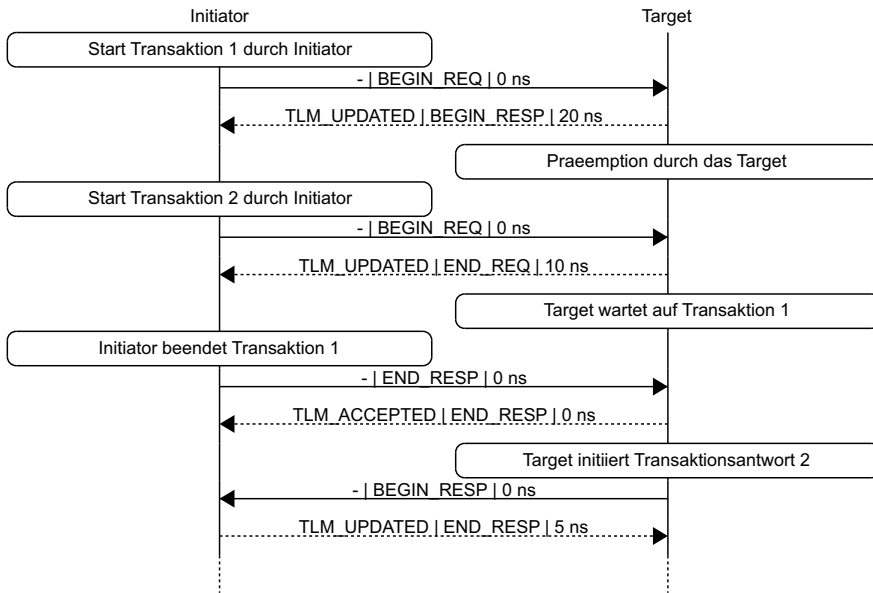 Initiator
Target
Start Transaktion 1 durch Initiator
- | BEGIN_REQ | 0 ns
TLM_UPDATED | BEGIN_RESP | 20 ns
Praeemption durch das Target
Start Transaktion 2 durch Initiator
- | BEGIN_REQ | 0 ns
TLM_UPDATED | END_REQ | 10 ns
Target wartet auf Transaktion 1
Initiator beendet Transaktion 1
- | END_RESP | 0 ns
TLM_ACCEPTED | END_RESP | 0 ns
Target initiiert Transaktionsantwort 2
- | BEGIN_RESP | 0 ns
TLM_UPDATED | END_RESP | 5 ns